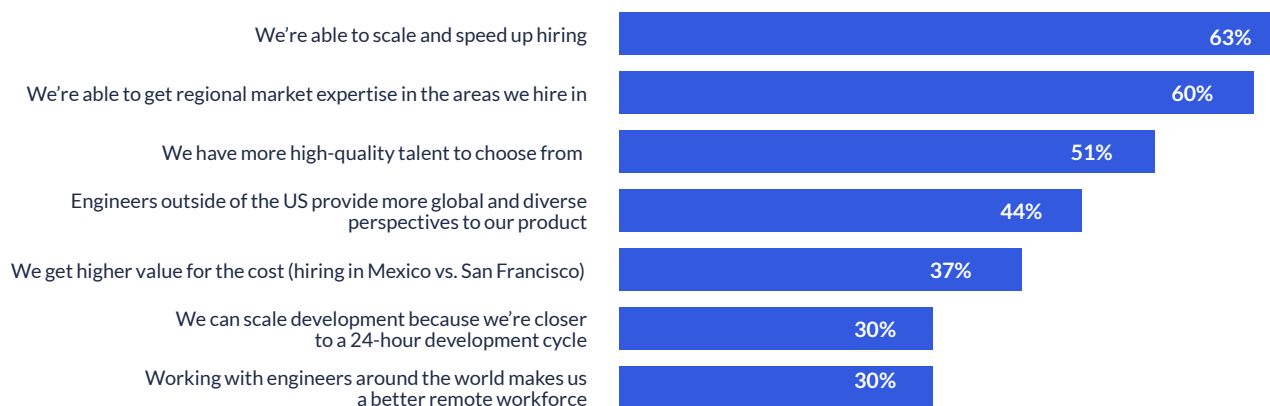 We’re able to scale and speed up hiring
63%
We’re able to get regional market expertise in the areas we hire in
60%
We have more high-quality talent to choose from
51%
Engineers outside of the US provide more global and diverse
perspectives to our product
44%
We get higher value for the cost (hiring in Mexico vs. San Francisco)
37%
We can scale development because we’re closer
to a 24-hour development cycle
30%
Working with engineers around the world makes us
a better remote workforce
30%